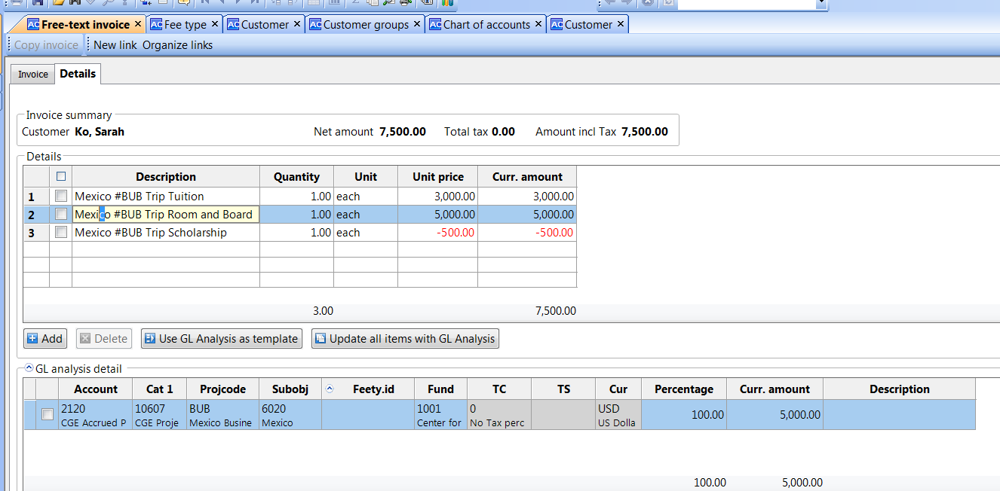 AC Free-text invoice × AC Fee type × AC Customer × AC Customer groups × AC Chart of accounts × AC Customer ×
Copy invoice New link Organize links
Invoice Details
Invoice summary
Customer Ko, Sarah Net amount 7,500.00 Total tax 0.00 Amount incl Tax 7,500.00
Details
Description Quantity Unit Unit price Curr. amount
1 Mexico #BUB Trip Tuition 1.00 each 3,000.00 3,000.00
2 Mexico #BUB Trip Room and Board 1.00 each 5,000.00 5,000.00
3 Mexico #BUB Trip Scholarship 1.00 each -500.00 -500.00
3.00 7,500.00
Add Delete Use GL Analysis as template Update all items with GL Analysis
GL analysis detail
Account Cat 1 Projcode Subobj Feety.id Fund TC TS Cur Percentage Curr. amount Description
2120 10607 BUB 6020 1001 0 USD 100.00 5,000.00
CGE Accrued P CGE Proje Mexico Busine Mexico Center for No Tax perc US Dolla
100.00 5,000.00